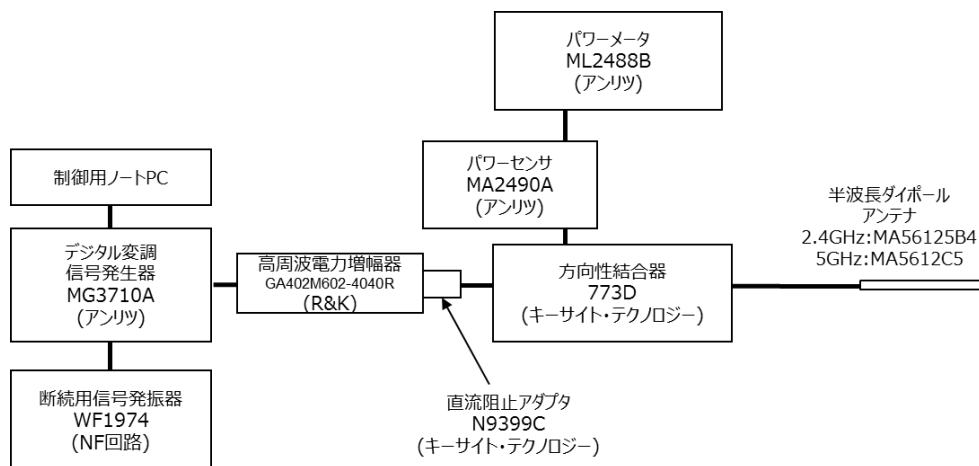 パワーメータ
ML2488B
(アンリツ)
パワーセンサ
MA2490A
(アンリツ)
制御用ノートPC
半波長ダイポール
アンテナ
2.4GHz:MA56125B4
5GHz:MA5612C5
デジタル変調
信号発生器
MG3710A
(アンリツ)
高周波電力増幅器
GA402M602-4040R
(R&K)
方向性結合器
773D
(キーサイト・テクノロジー)
断続用信号発振器
WF1974
(NF回路)
直流阻止アダプタ
N9399C
(キーサイト・テクノロジー)